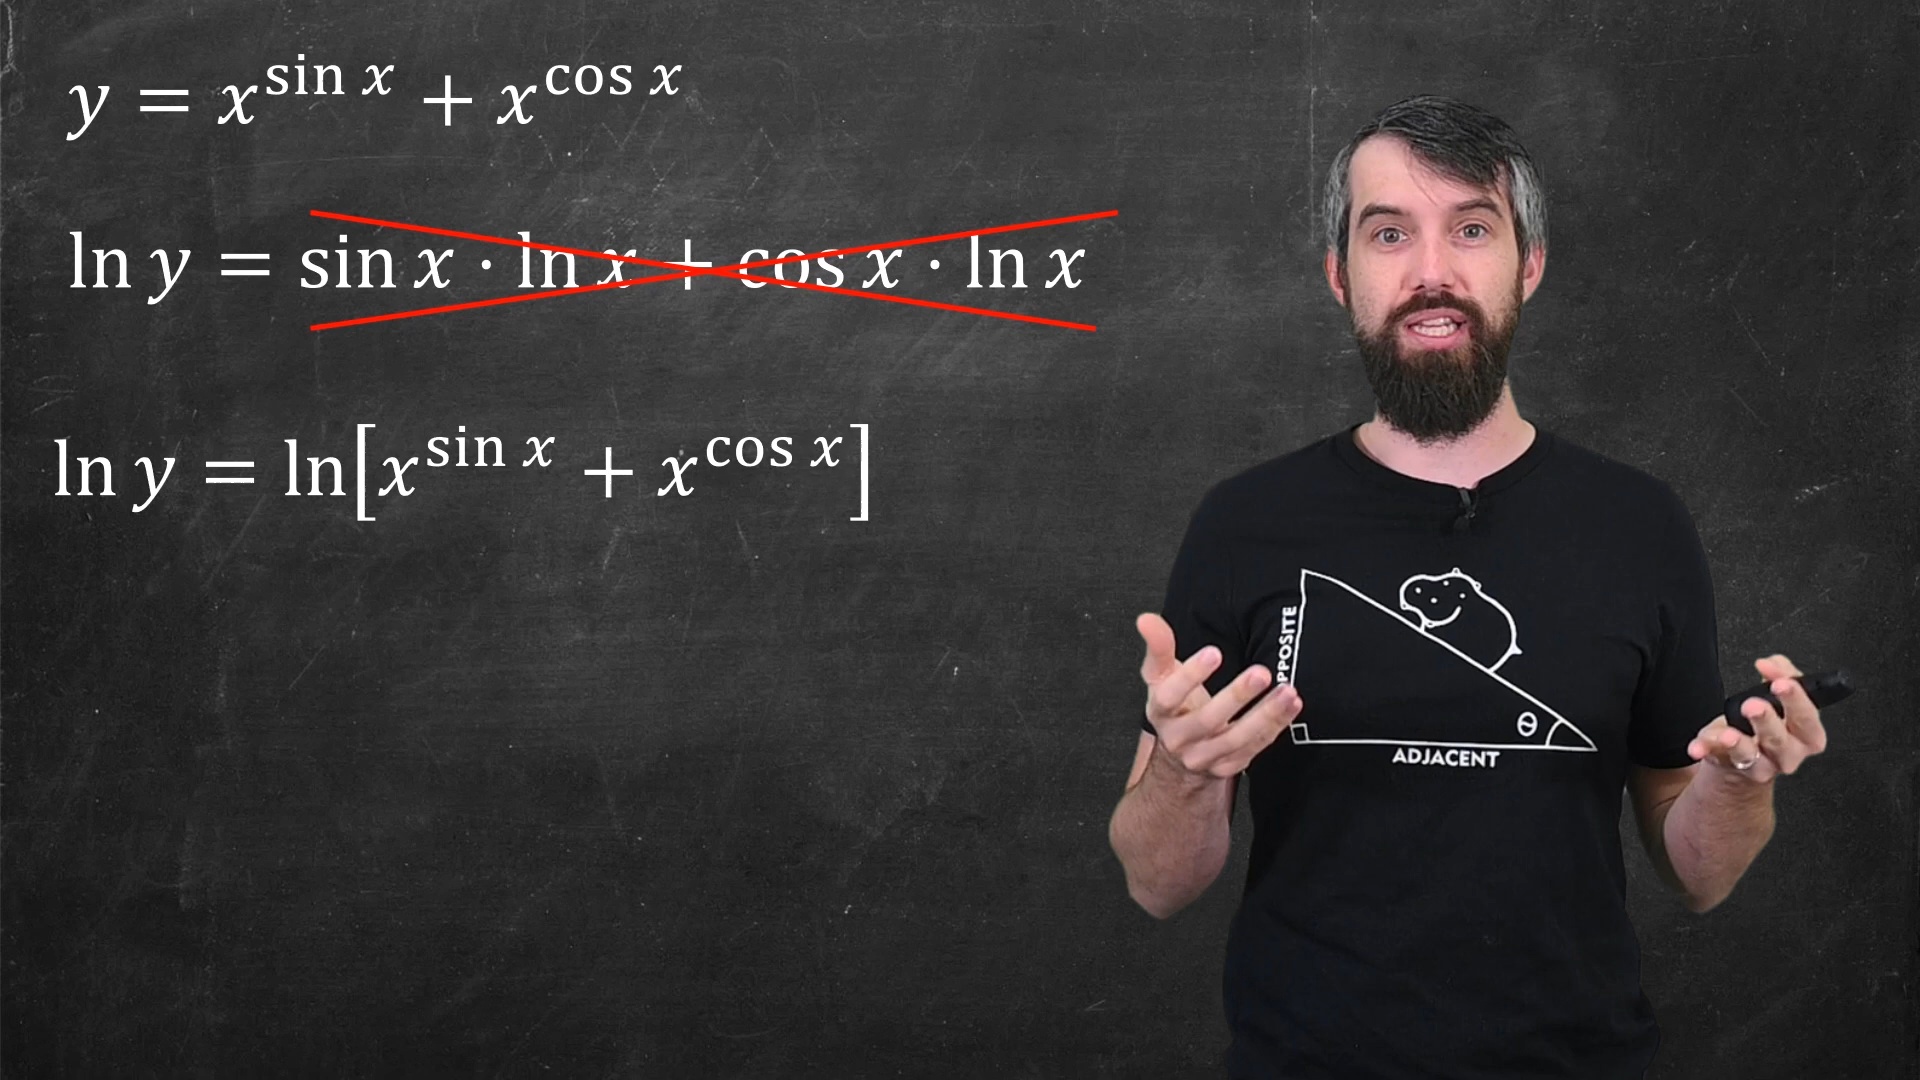 y = x^{sin x} + x^{cos x}
ln y = sin x · ln x + cos x · ln x
ln y = ln[x^{sin x} + x^{cos x}]
OPPOSITE
θ
ADJACENT